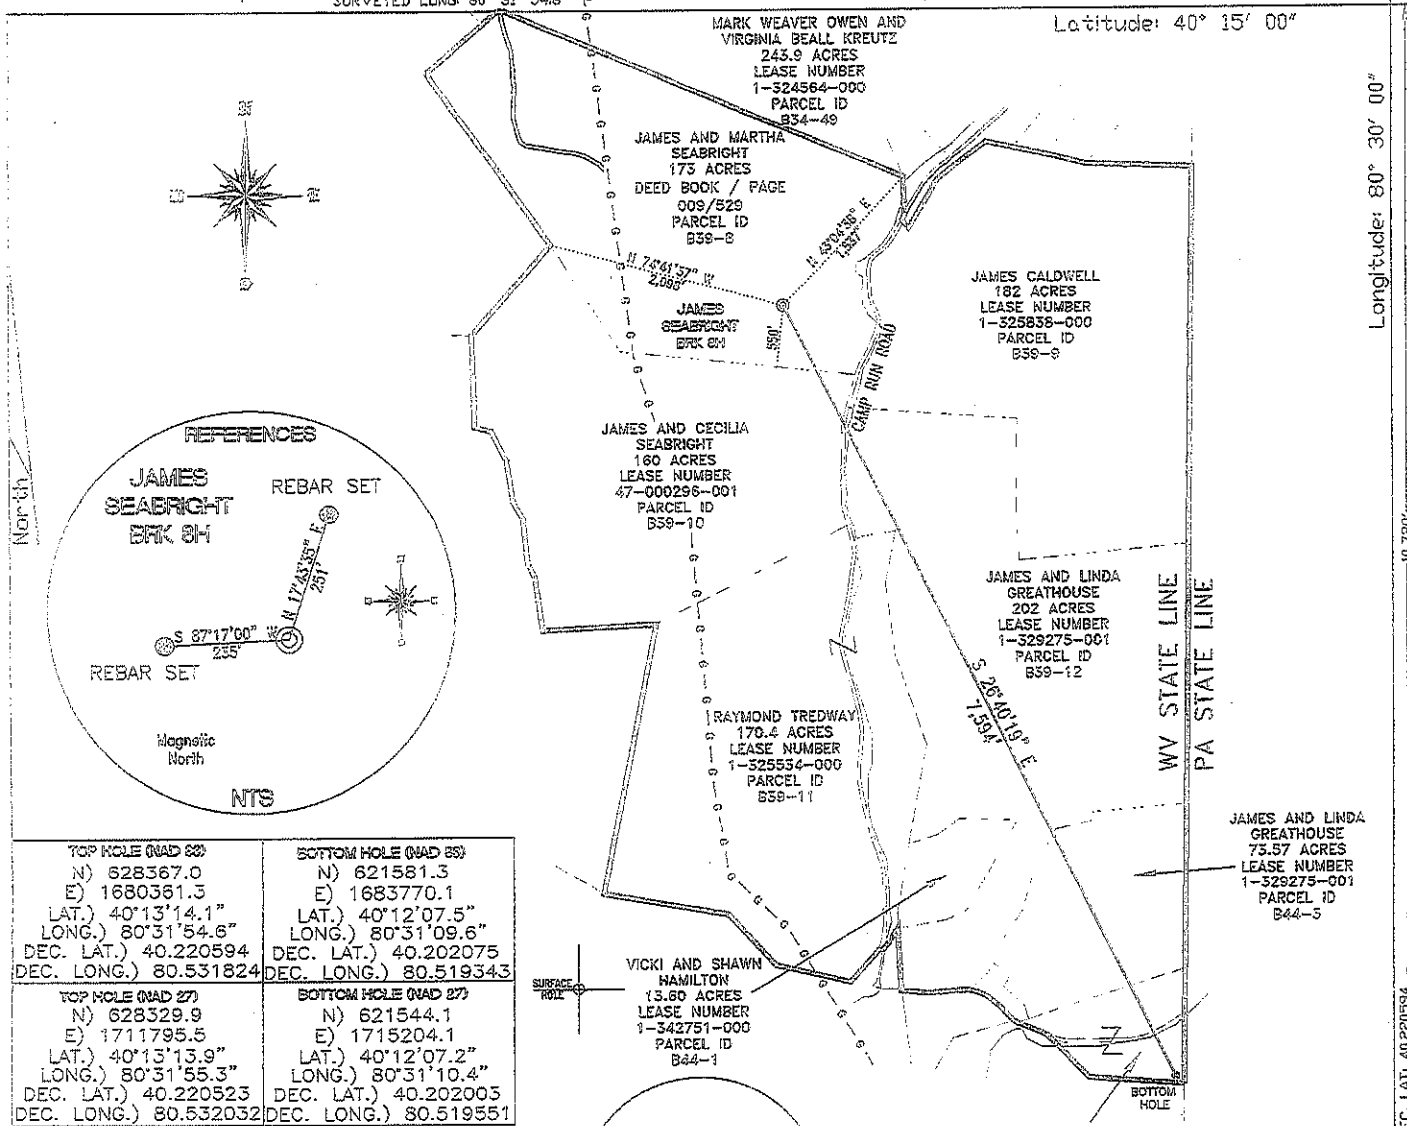 Latitude: 40° 15' 00"
Longitude: 80° 30' 00"
MARK WEAVER OWEN AND
VIRGINIA BEALL KREUTZ
243.9 ACRES
LEASE NUMBER
1-324564-000
PARCEL ID
B34-49
JAMES AND MARTHA
SEABRIGHT
173 ACRES
DEED BOOK / PAGE
009/529
PARCEL ID
B39-8
N 43°04'36" E
1,937'
N 74°41'57" W
JAMES
SEABRIGHT
BRK 8H
550'
JAMES CALDWELL
182 ACRES
LEASE NUMBER
1-325838-000
PARCEL ID
B39-9
CAMP RUN ROAD
REFERENCES
JAMES
SEABRIGHT
BRK 8H
REBAR SET
N 17°43'35" E
251'
S 87°17'00" W
235'
REBAR SET
Magnetic
North
NTS
North
JAMES AND CECILIA
SEABRIGHT
160 ACRES
LEASE NUMBER
47-000296-001
PARCEL ID
B39-10
JAMES AND LINDA
GREATHOUSE
202 ACRES
LEASE NUMBER
1-329275-001
PARCEL ID
B39-12
WV STATE LINE
PA STATE LINE
S 26°40'19" E
7,594'
RAYMOND TREDWAY
170.4 ACRES
LEASE NUMBER
1-325534-000
PARCEL ID
B39-11
JAMES AND LINDA
GREATHOUSE
73.57 ACRES
LEASE NUMBER
1-329275-001
PARCEL ID
B44-3
TOP HOLE (NAD 83)
N) 628367.0
E) 1680361.3
LAT.) 40°13'14.1"
LONG.) 80°31'54.6"
DEC. LAT.) 40.220594
DEC. LONG.) 80.531824
BOTTOM HOLE (NAD 83)
N) 621581.3
E) 1683770.1
LAT.) 40°12'07.5"
LONG.) 80°31'09.6"
DEC. LAT.) 40.202075
DEC. LONG.) 80.519343
TOP HOLE (NAD 27)
N) 628329.9
E) 1711795.5
LAT.) 40°13'13.9"
LONG.) 80°31'55.3"
DEC. LAT.) 40.220523
DEC. LONG.) 80.532032
BOTTOM HOLE (NAD 27)
N) 621544.1
E) 1715204.1
LAT.) 40°12'07.2"
LONG.) 80°31'10.4"
DEC. LAT.) 40.202003
DEC. LONG.) 80.519551
SURFACE
HOLE
VICKI AND SHAWN
HAMILTON
13.60 ACRES
LEASE NUMBER
1-342751-000
PARCEL ID
B44-1
BOTTOM
HOLE